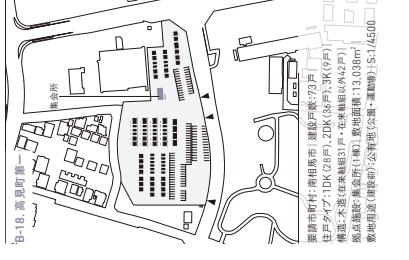 B-18. 高見町第一
集会所
要請市町村：南相馬市｜建設戸数：73戸｜
住戸タイプ：1DK（28戸）、2DK（36戸）、3K（9戸）｜
構造：木造（在来軸組31戸・在来軸組以外42戸）｜
拠点施設：集会所（1棟）｜敷地面積：13,038m²｜
敷地用途（建設前）：公有地（公園・運動場）｜S:1/4500